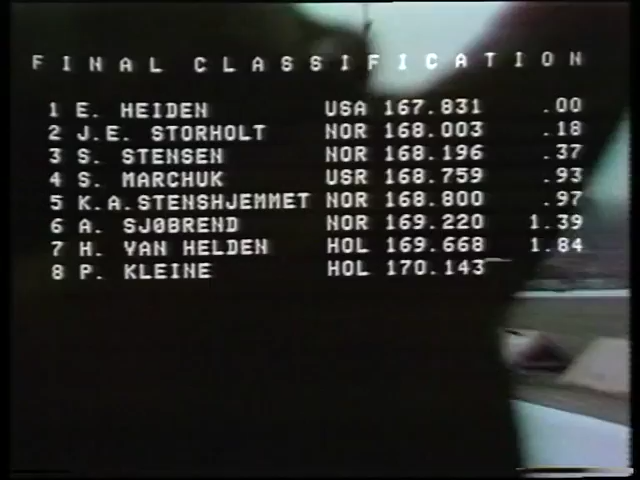 FINAL CLASSIFICATION
1 E. HEIDEN USA 167.831 .00
2 J.E. STORHOLT NOR 168.003 .18
3 S. STENSEN NOR 168.196 .37
4 S. MARCHUK USR 168.759 .93
5 K.A.STENSHJEMMET NOR 168.800 .97
6 A. SJØBREND NOR 169.220 1.39
7 H. VAN HELDEN HOL 169.668 1.84
8 P. KLEINE HOL 170.143